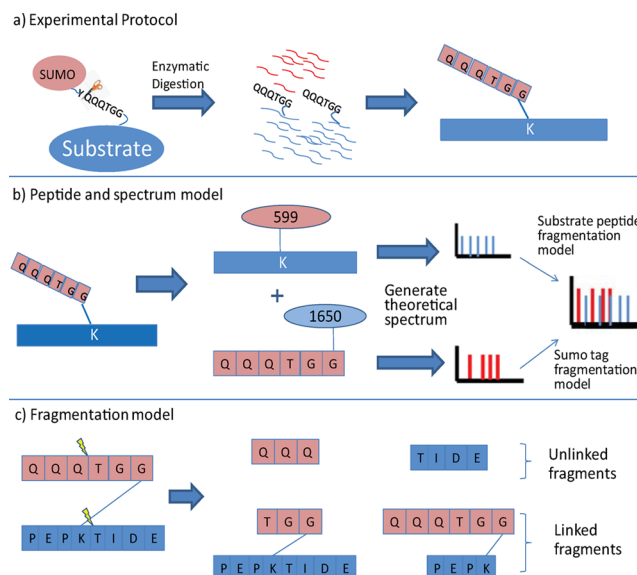 a) Experimental Protocol
SUMO
Enzymatic
Digestion
QQQTGG
Substrate
QQQTGG
QQQTGG
Q Q Q T G G
K
b) Peptide and spectrum model
Q Q Q T G G
K
599
K
+
1650
Q Q Q T G G
Generate
theoretical
spectrum
Substrate peptide
fragmentation
model
Sumo tag
fragmentation
model
c) Fragmentation model
Q Q Q T G G
P E P K T I D E
Q Q Q
T I D E
Unlinked
fragments
T G G
P E P K T I D E
Q Q Q T G G
P E P K
Linked
fragments